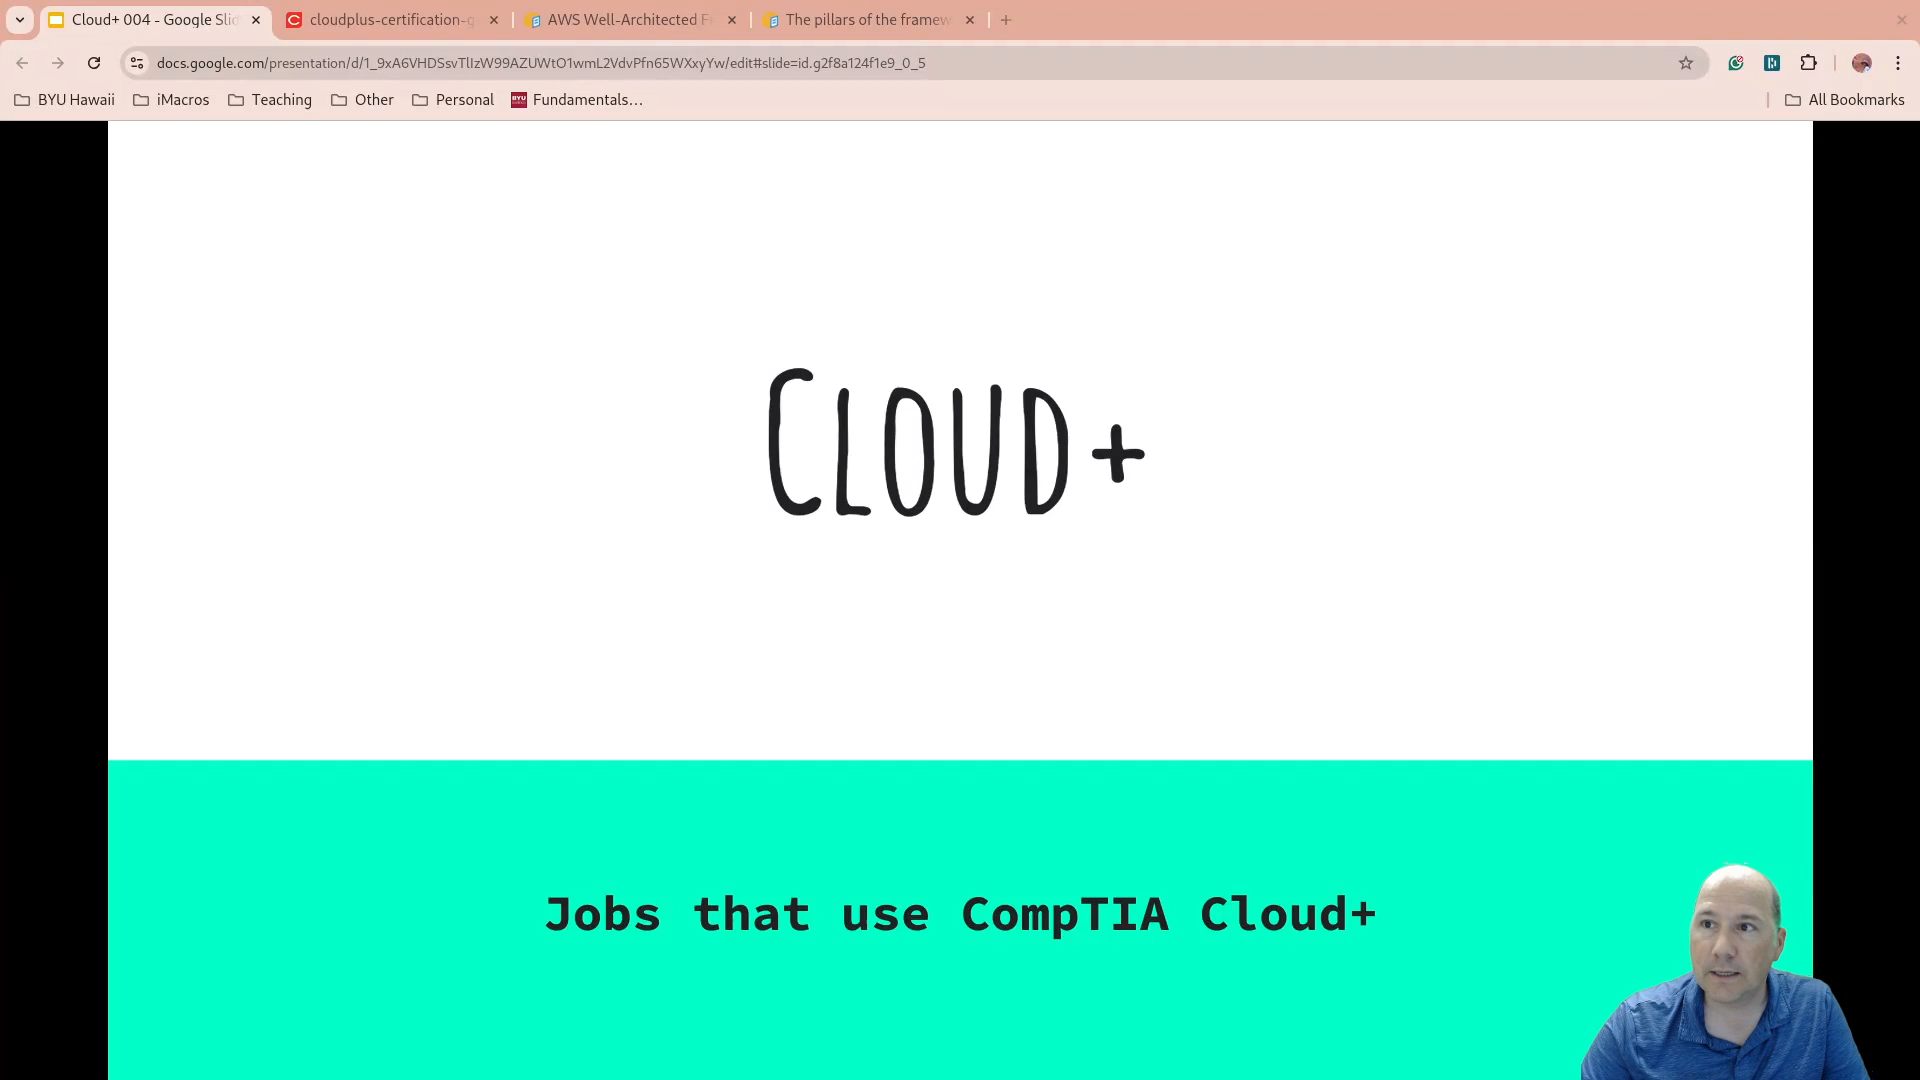 Cloud+ 004 - Google Slid
cloudplus-certification-g
AWS Well-Architected F
The pillars of the framew
docs.google.com/presentation/d/1_9xA6VHDSsvTlIzW99AZUWtO1wmL2VdvPfn65WXxyYw/edit#slide=id.g2f8a124f1e9_0_5
BYU Hawaii
iMacros
Teaching
Other
Personal
BYU
Fundamentals...
All Bookmarks
CLOUD+
Jobs that use CompTIA Cloud+